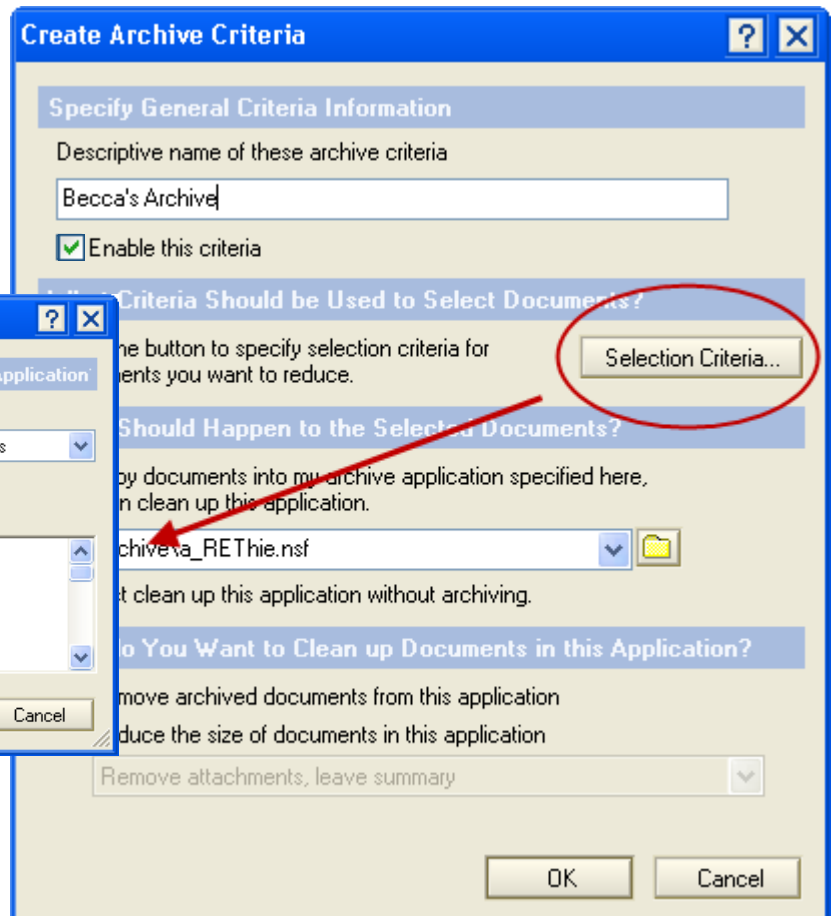 Create Archive Criteria
Specify General Criteria Information
Descriptive name of these archive criteria
Becca's Archive
Enable this criteria
Criteria Should be Used to Select Documents?
button to specify selection criteria for
you want to reduce.
Selection Criteria...
Application
Should Happen to the Selected Documents?
documents into my archive application specified here,
clean up this application.
chive\a_REThie.nsf
clean up this application without archiving.
You Want to Clean up Documents in this Application?
move archived documents from this application
duce the size of documents in this application
Cancel
Remove attachments, leave summary
OK
Cancel